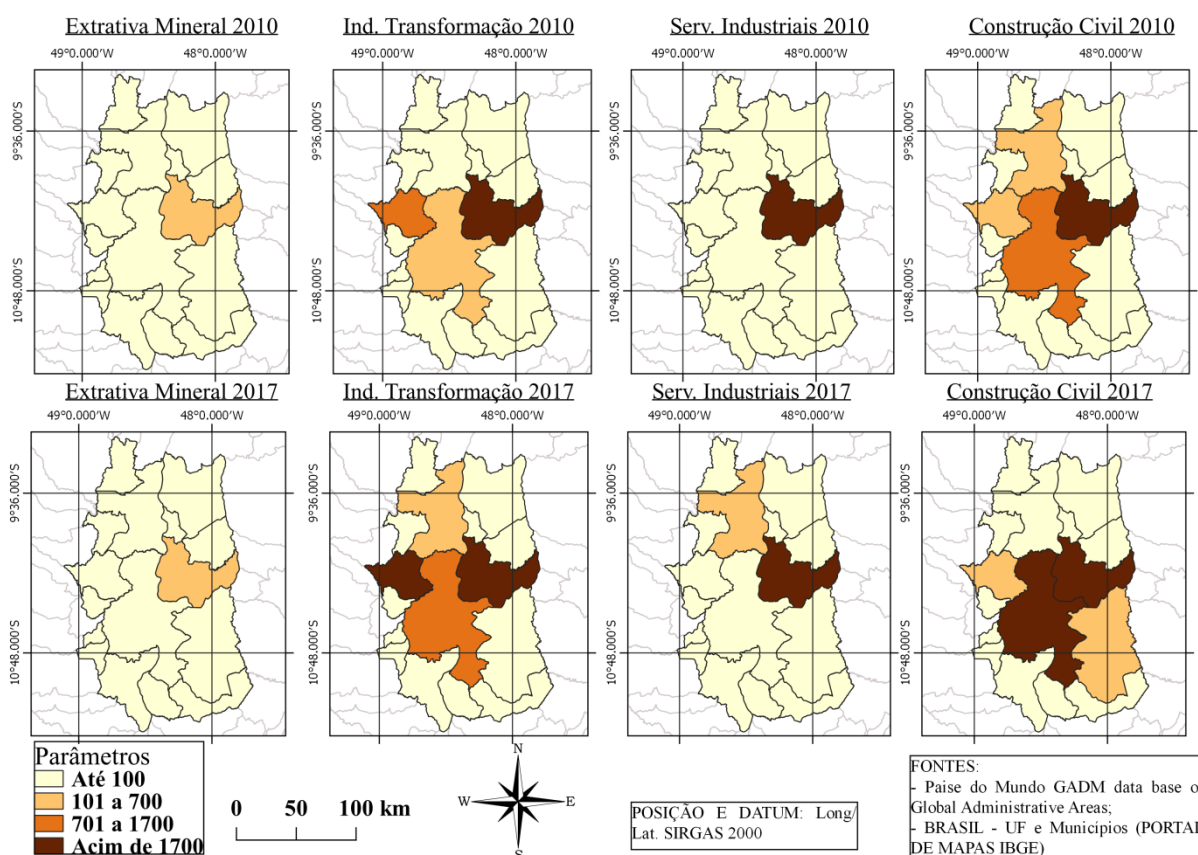 Extrativa Mineral 2010
Ind. Transformação 2010
Serv. Industriais 2010
Construção Civil 2010
49°0.000'W 48°0.000'W
49°0.000'W 48°0.000'W
49°0.000'W 48°0.000'W
49°0.000'W 48°0.000'W
9°36.000'S
10°48.000'S
9°36.000'S
10°48.000'S
9°36.000'S
10°48.000'S
9°36.000'S
10°48.000'S
Extrativa Mineral 2017
Ind. Transformação 2017
Serv. Industriais 2017
Construção Civil 2017
49°0.000'W 48°0.000'W
49°0.000'W 48°0.000'W
49°0.000'W 48°0.000'W
49°0.000'W 48°0.000'W
9°36.000'S
10°48.000'S
9°36.000'S
10°48.000'S
9°36.000'S
10°48.000'S
9°36.000'S
10°48.000'S
Parâmetros
Até 100
101 a 700
701 a 1700
Acim de 1700
0 50 100 km
N
W
E
S
POSIÇÃO E DATUM: Long/
Lat. SIRGAS 2000
FONTES:
- Paise do Mundo GADM data base o
Global Administrative Areas;
- BRASIL - UF e Municípios (PORTAL
DE MAPAS IBGE)